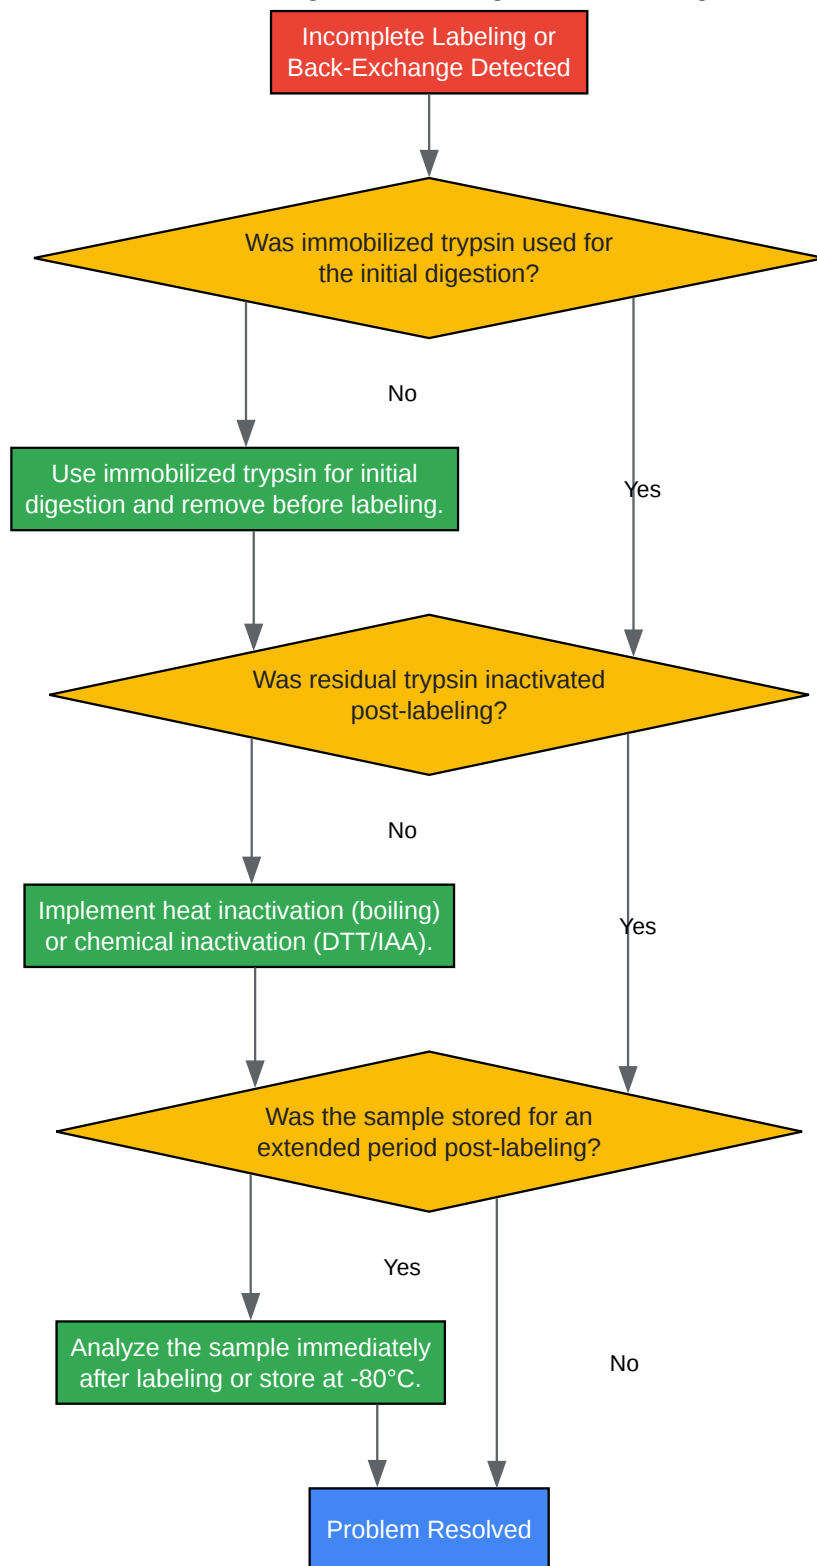 Incomplete Labeling or
Back-Exchange Detected
Was immobilized trypsin used for
the initial digestion?
No
Use immobilized trypsin for initial
digestion and remove before labeling.
Yes
Was residual trypsin inactivated
post-labeling?
No
Implement heat inactivation (boiling)
or chemical inactivation (DTT/IAA).
Yes
Was the sample stored for an
extended period post-labeling?
Yes
Analyze the sample immediately
after labeling or store at -80°C.
No
Problem Resolved